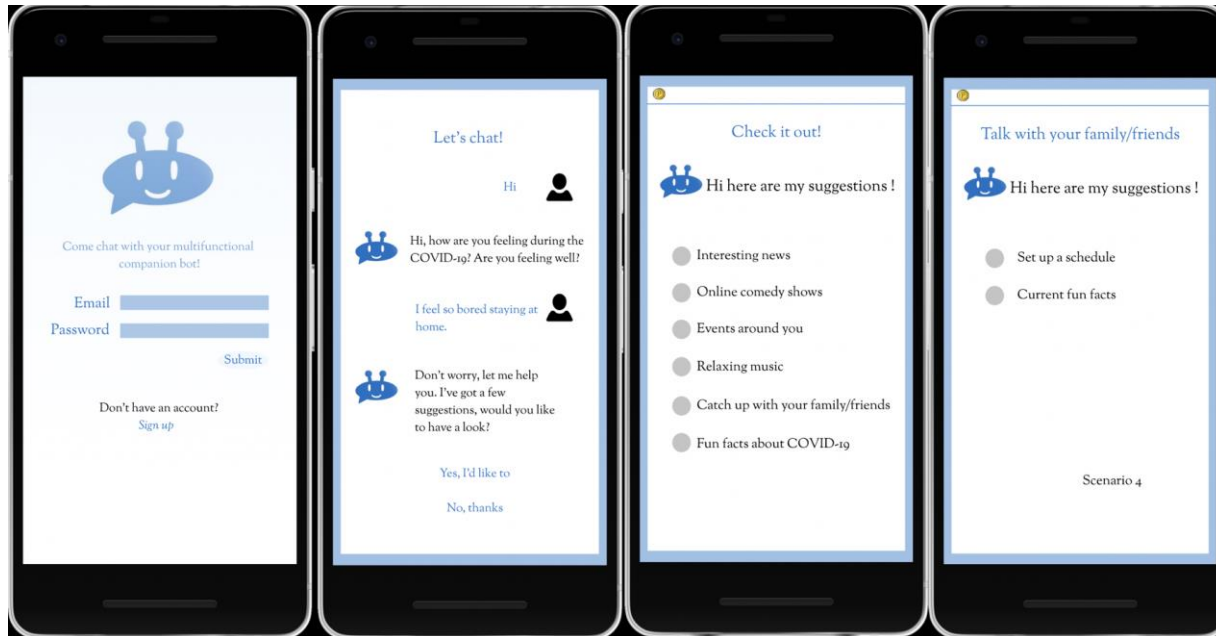 Come chat with your multifunctional
companion bot!
Email
Password
Submit
Don't have an account?
Sign up
Let's chat!
Hi
Hi, how are you feeling during the
COVID-19? Are you feeling well?
I feel so bored staying at
home.
Don't worry, let me help
you. I've got a few
suggestions, would you like
to have a look?
Yes, I'd like to
No, thanks
Check it out!
Hi here are my suggestions !
Interesting news
Online comedy shows
Events around you
Relaxing music
Catch up with your family/friends
Fun facts about COVID-19
Talk with your family/friends
Hi here are my suggestions !
Set up a schedule
Current fun facts
Scenario 4